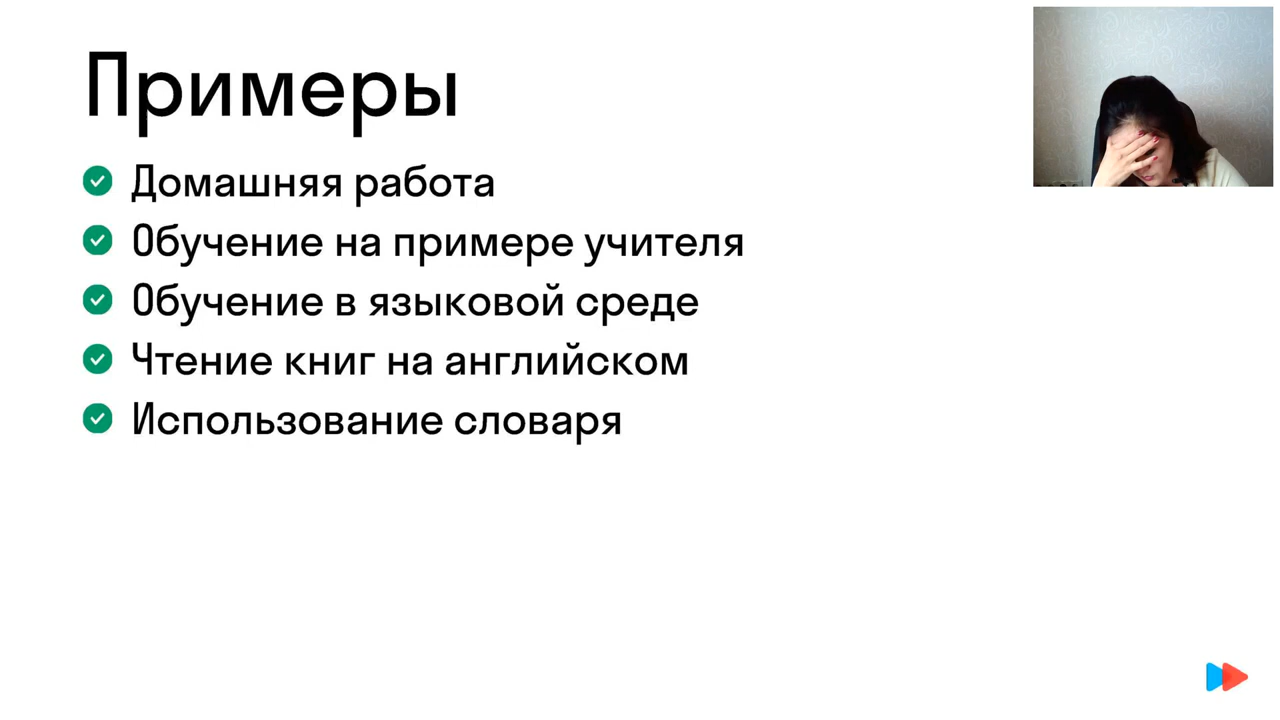 Примеры
Домашняя работа
Обучение на примере учителя
Обучение в языковой среде
Чтение книг на английском
Использование словаря